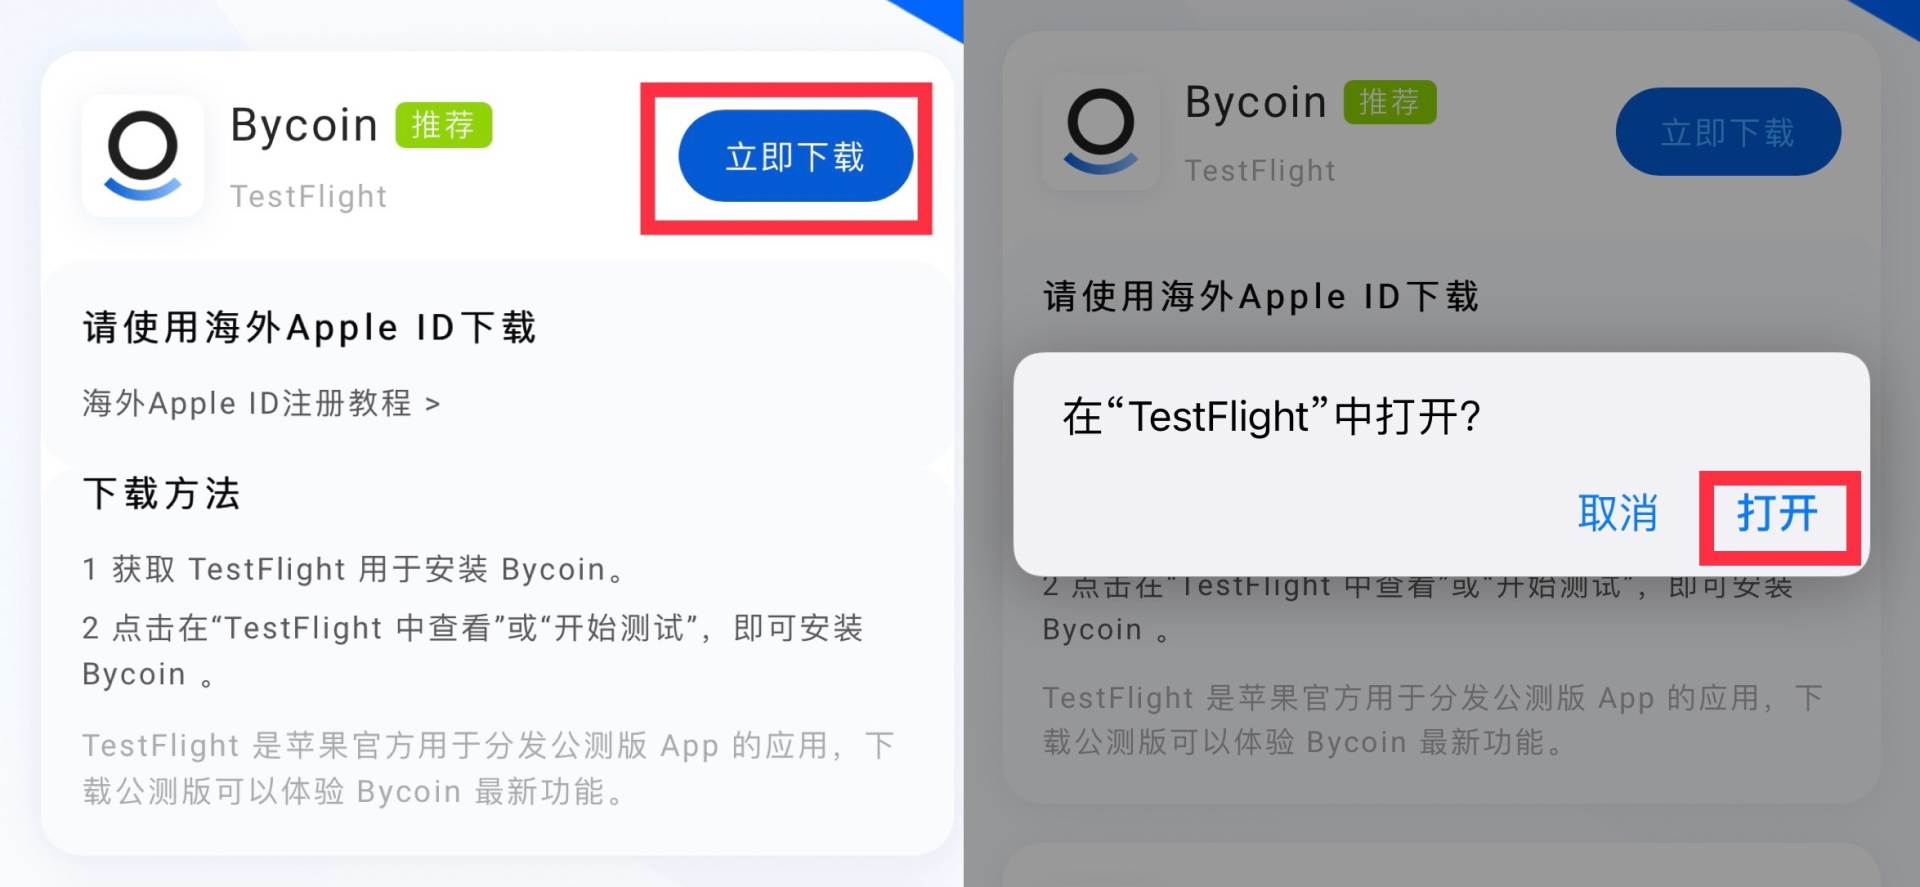 Bycoin 推荐
立即下载
TestFlight
请使用海外Apple ID下载
海外Apple ID注册教程 >
下载方法
1 获取 TestFlight 用于安装 Bycoin。
2 点击在“TestFlight 中查看”或“开始测试”，即可安装
Bycoin 。
TestFlight 是苹果官方用于分发公测版 App 的应用，下
载公测版可以体验 Bycoin 最新功能。
Bycoin 推荐
立即下载
TestFlight
请使用海外Apple ID下载
在“TestFlight”中打开?
取消 打开
2 点击在“TestFlight 中查看”或“开始测试”，即可安装
Bycoin 。
TestFlight 是苹果官方用于分发公测版 App 的应用，下
载公测版可以体验 Bycoin 最新功能。